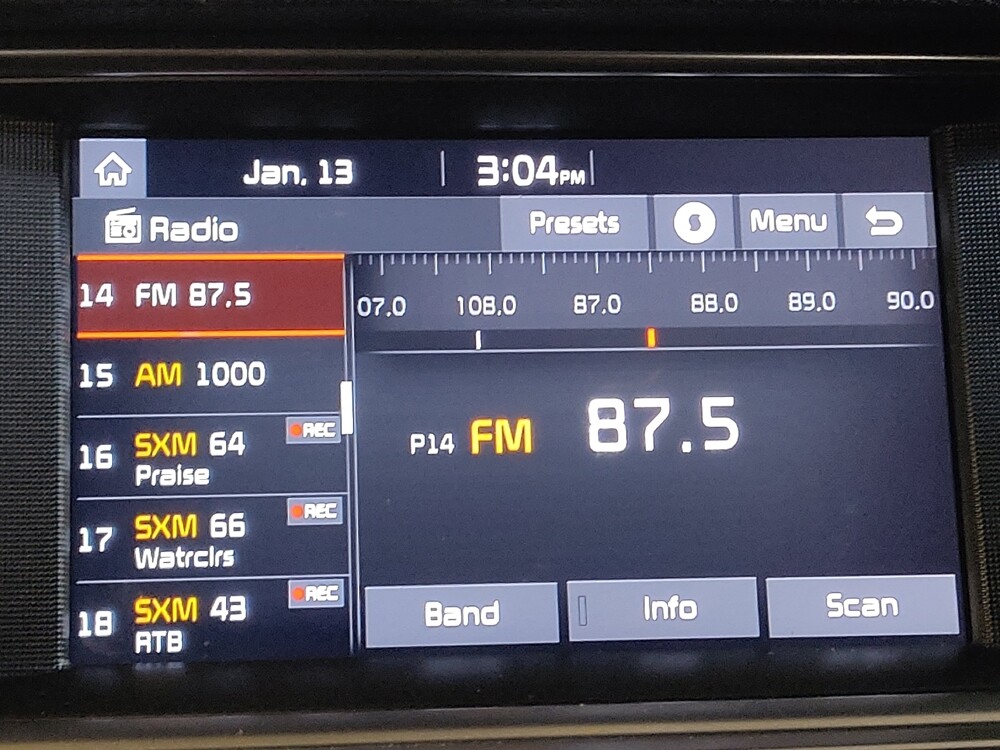 Jan. 13 3:04PM
Radio Presets Menu
14 FM 87.5
15 AM 1000
16 SXM 64 REC
Praise
17 SXM 66 REC
Watrclrs
18 SXM 43 REC
RTB
07.0 108.0 87.0 88.0 89.0 90.0
P14 FM 87.5
Band Info Scan